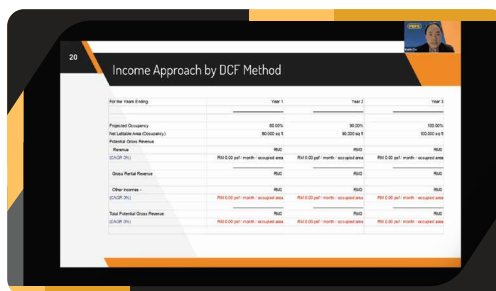 20
Income Approach by DCF Method
For the Years Ending Year 1 Year 2 Year 3
Projected Occupancy 80.00% 90.00% 100.00%
Net Lettable Area (Occupancy) 80,000 sq ft 90,000 sq ft 100,000 sq ft
Potential Gross Revenue
Revenue RM0 RM0 RM0
(CAGR 0%) RM 0.00 psf / month / occupied area RM 0.00 psf / month / occupied area RM 0.00 psf / month / occupied area
Gross Rental Revenue RM0 RM0 RM0
Other Incomes - RM0 RM0 RM0
(CAGR 0%) RM 0.00 psf / month / occupied area RM 0.00 psf / month / occupied area RM 0.00 psf / month / occupied area
Total Potential Gross Revenue RM0 RM0 RM0
(CAGR 0%) RM 0.00 psf / month / occupied area RM 0.00 psf / month / occupied area RM 0.00 psf / month / occupied area